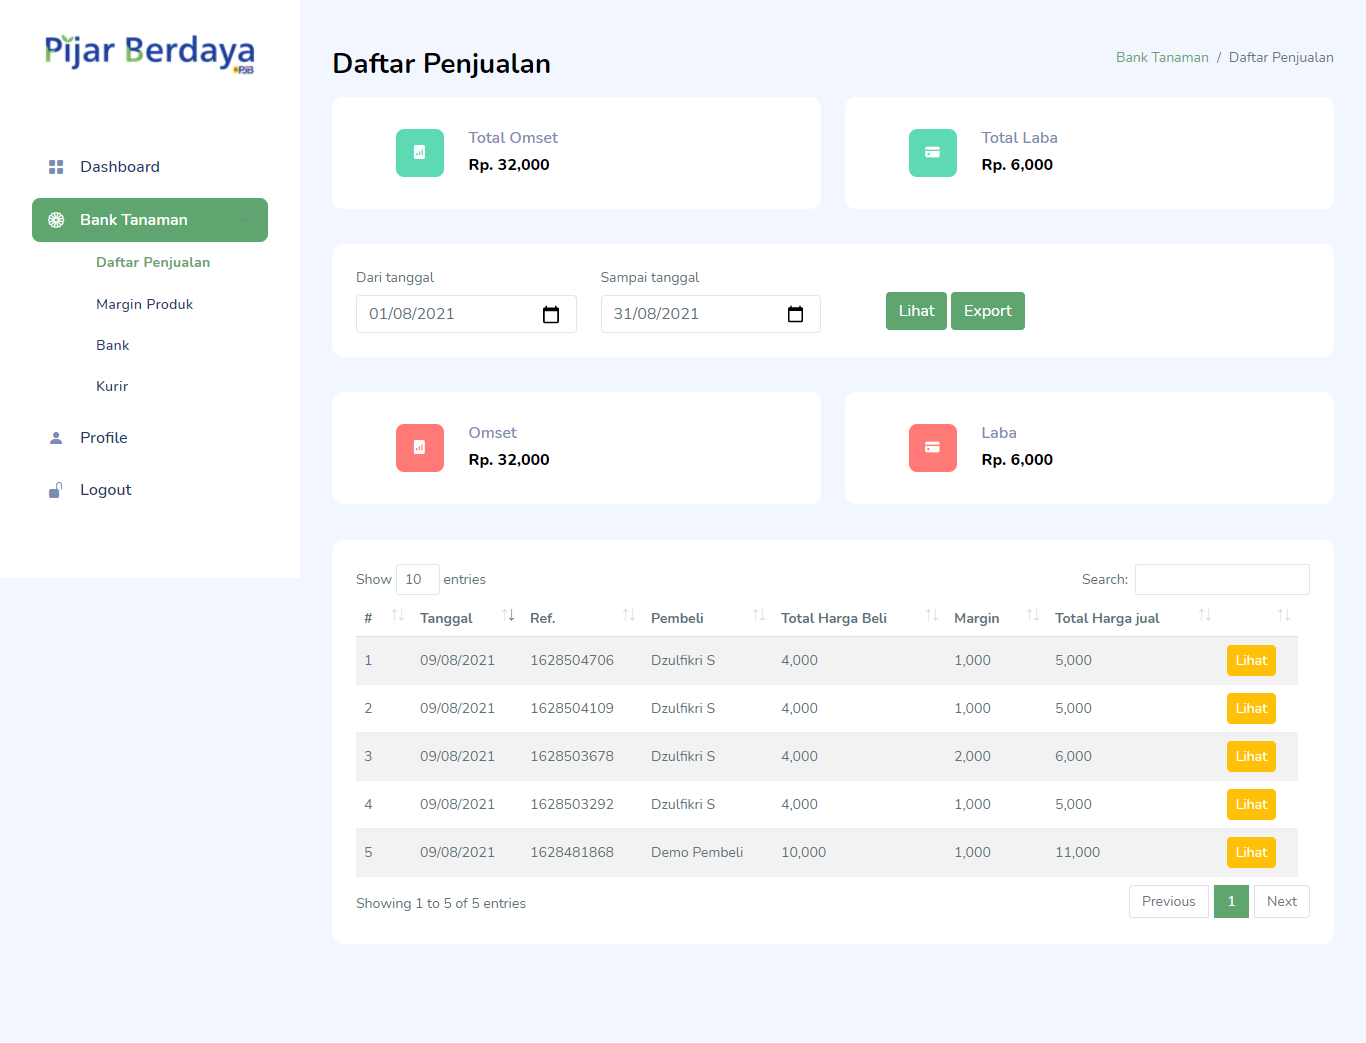 Pijar Berdaya
PJB
Dashboard
Bank Tanaman
Daftar Penjualan
Margin Produk
Bank
Kurir
Profile
Logout
Daftar Penjualan
Bank Tanaman / Daftar Penjualan
Total Omset
Rp. 32,000
Total Laba
Rp. 6,000
Dari tanggal
01/08/2021
Sampai tanggal
31/08/2021
Lihat Export
Omset
Rp. 32,000
Laba
Rp. 6,000
Show 10 entries
Search:
# Tanggal Ref. Pembeli Total Harga Beli Margin Total Harga jual
1 09/08/2021 1628504706 Dzulfikri S 4,000 1,000 5,000 Lihat
2 09/08/2021 1628504109 Dzulfikri S 4,000 1,000 5,000 Lihat
3 09/08/2021 1628503678 Dzulfikri S 4,000 2,000 6,000 Lihat
4 09/08/2021 1628503292 Dzulfikri S 4,000 1,000 5,000 Lihat
5 09/08/2021 1628481868 Demo Pembeli 10,000 1,000 11,000 Lihat
Showing 1 to 5 of 5 entries
Previous 1 Next